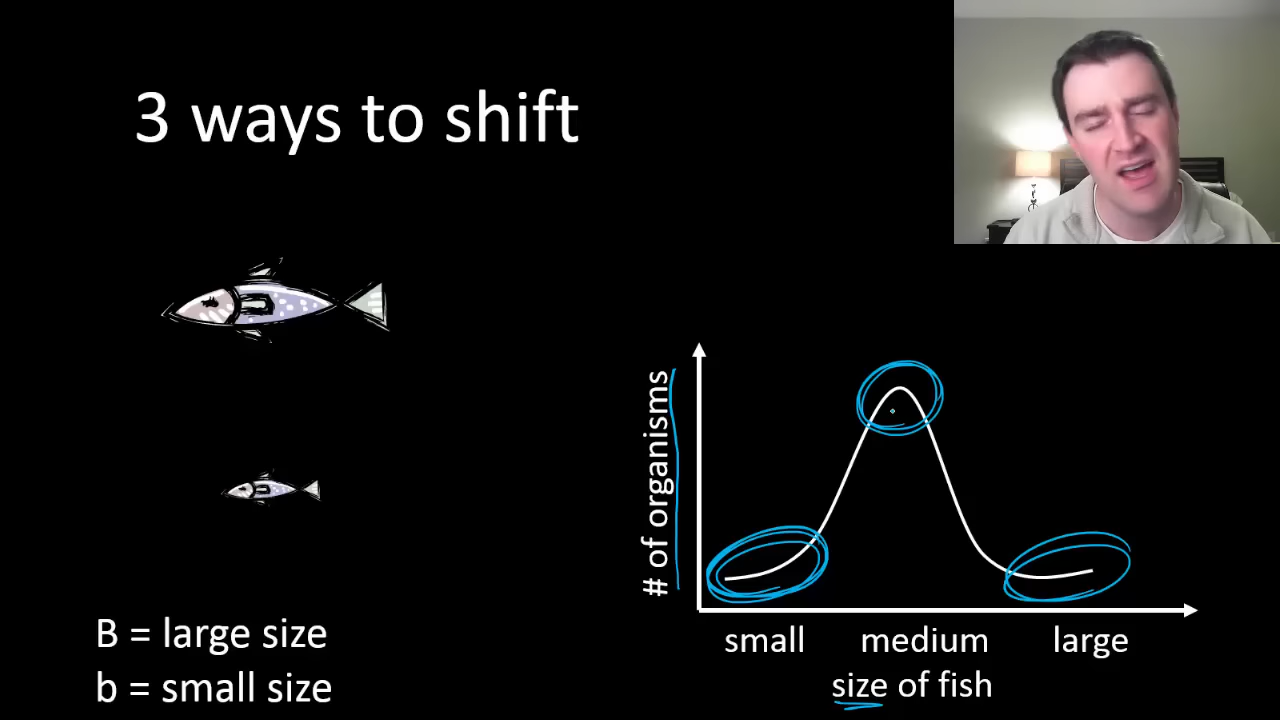 3 ways to shift
# of organisms
small medium large
size of fish
B = large size
b = small size